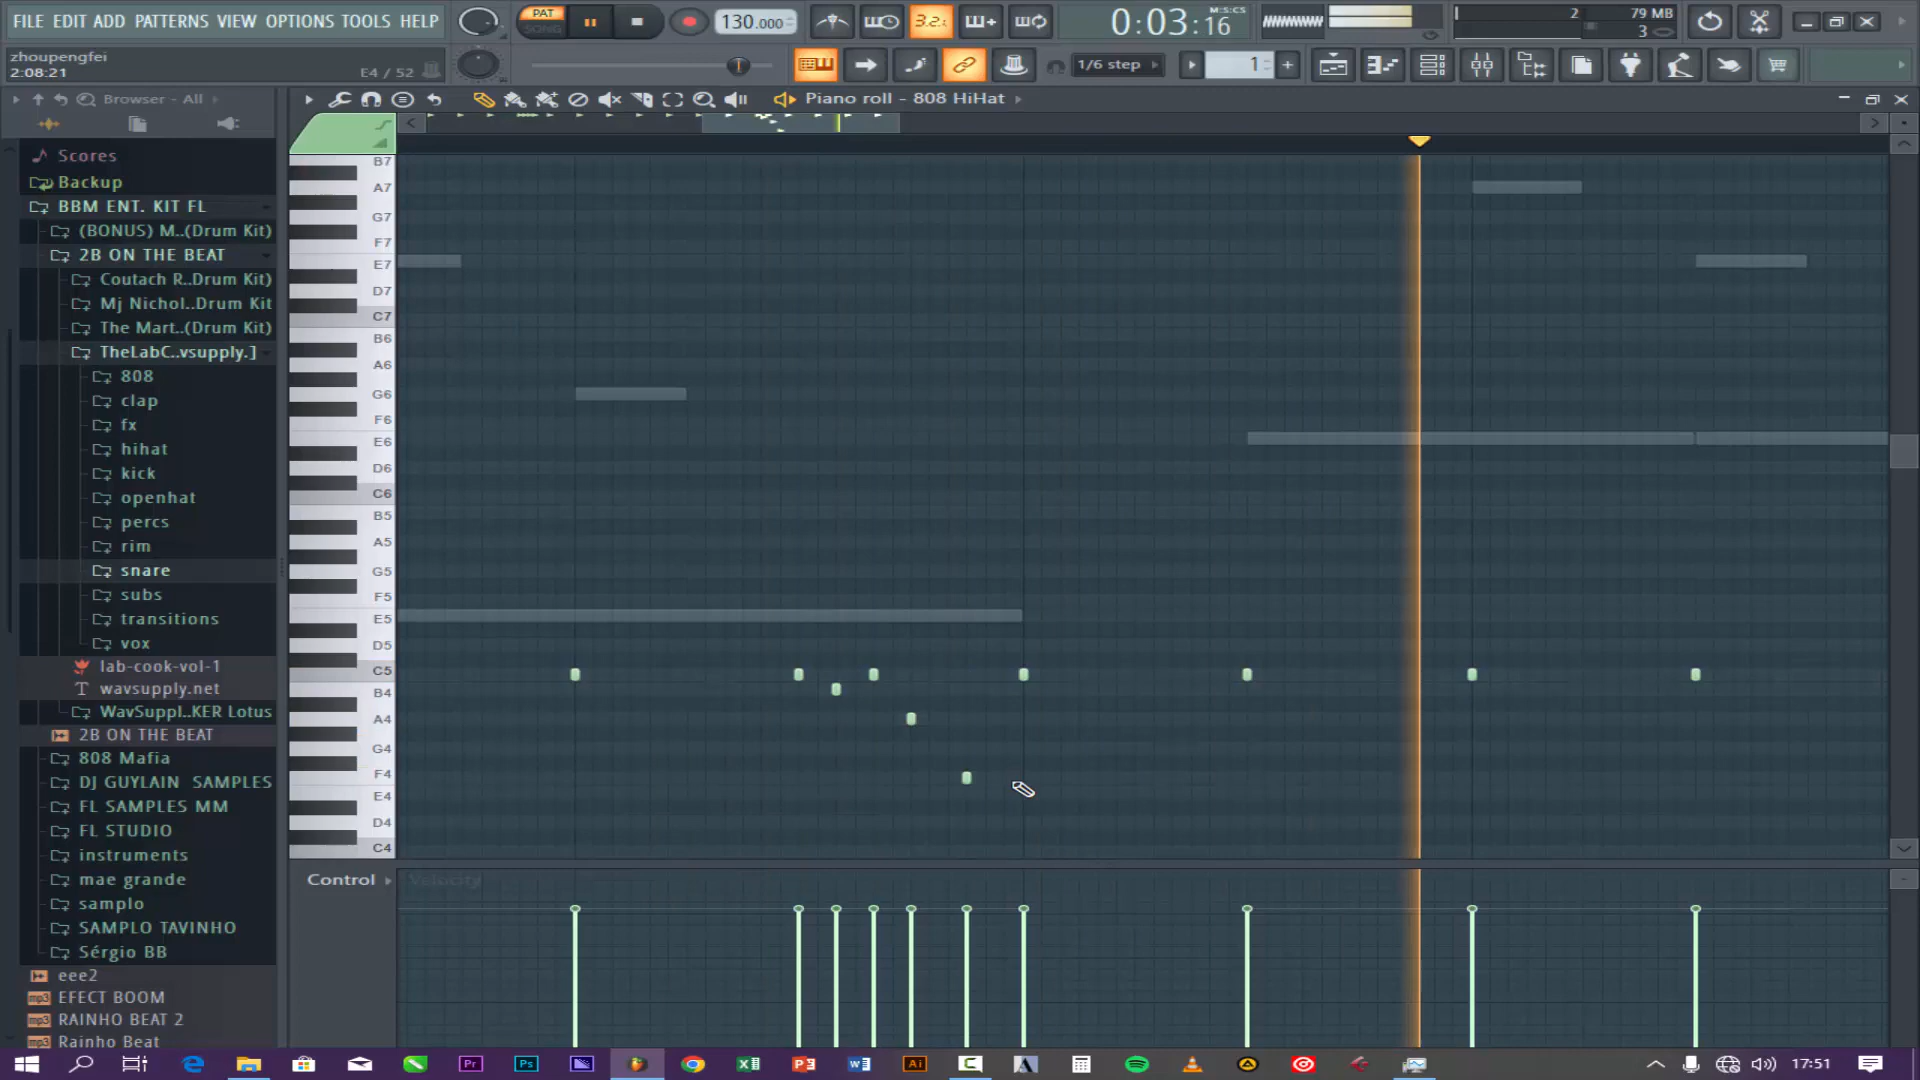 FILE EDIT ADD PATTERNS VIEW OPTIONS TOOLS HELP
PAT
SONG
130.000
3.2.
0:03:16
M:S:CS
2
79 MB
3
zhoupengfei
2:08:21
E4 / 52
1/6 step
1
Browser - All
Piano roll - 808 HiHat
Scores
Backup
BBM ENT. KIT FL
(BONUS) M..(Drum Kit)
2B ON THE BEAT
Coutach R..Drum Kit)
Mj Nichol..Drum Kit
The Mart..(Drum Kit)
TheLabC..vsupply.]
808
clap
fx
hihat
kick
openhat
percs
rim
snare
subs
transitions
vox
lab-cook-vol-1
wavsupply.net
WavSuppl..KER Lotus
2B ON THE BEAT
808 Mafia
DJ GUYLAIN SAMPLES
FL SAMPLES MM
FL STUDIO
instruments
mae grande
samplo
SAMPLO TAVINHO
Sérgio BB
eee2
mp3 EFECT BOOM
mp3 RAINHO BEAT 2
mp3 Rainho Beat
B7
A7
G7
F7
E7
D7
C7
B6
A6
G6
F6
E6
D6
C6
B5
A5
G5
F5
E5
D5
C5
B4
A4
G4
F4
E4
D4
C4
Control
Velocity
Pr
Ps
Ai
17:51